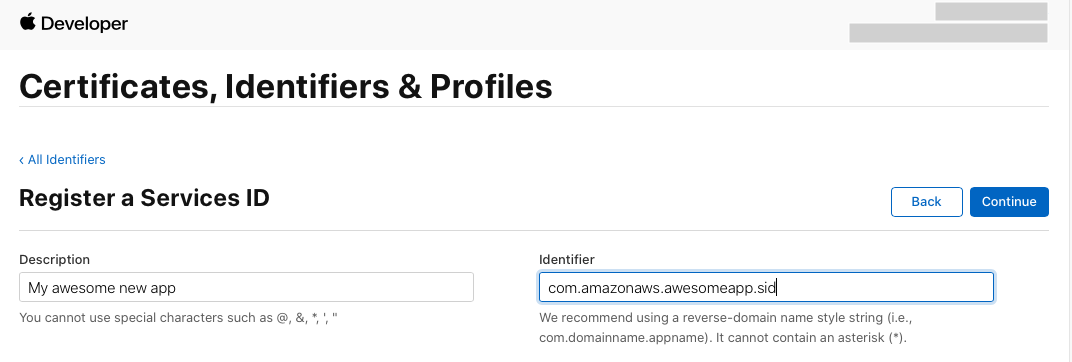 Developer
Certificates, Identifiers & Profiles
‹ All Identifiers
Register a Services ID
Back
Continue
Description
Identifier
My awesome new app
com.amazonaws.awesomeapp.sid
You cannot use special characters such as @, &, *, ', "
We recommend using a reverse-domain name style string (i.e.,
com.domainname.appname). It cannot contain an asterisk (*).